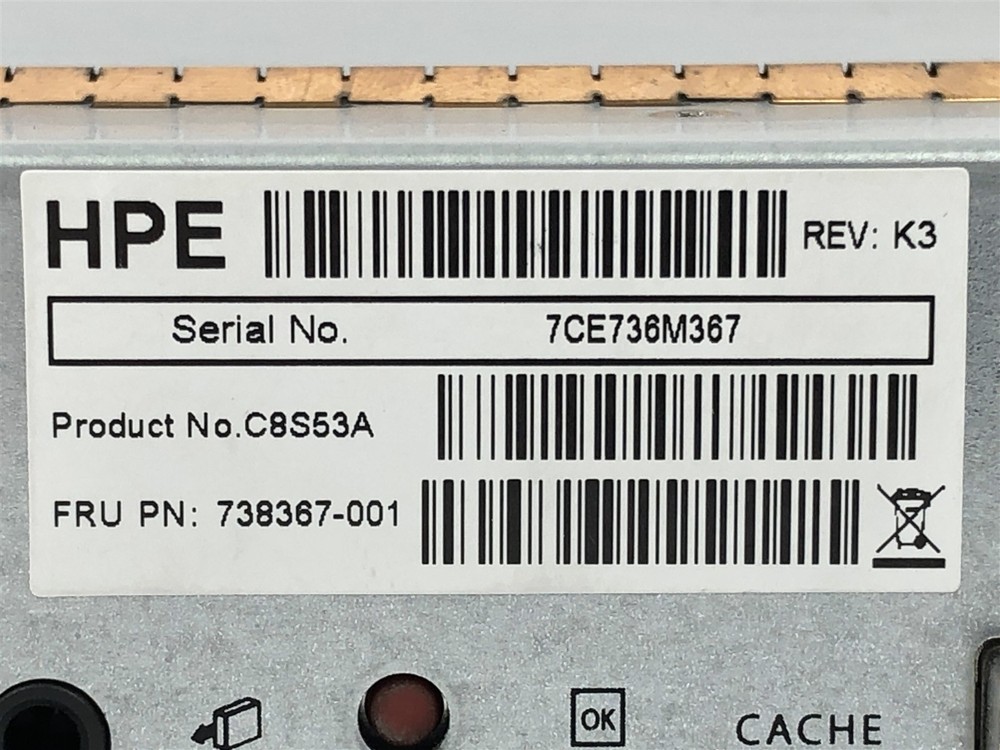 HPE REV: K3
Serial No. 7CE736M367
Product No.C8S53A
FRU PN: 738367-001
OK CACHE